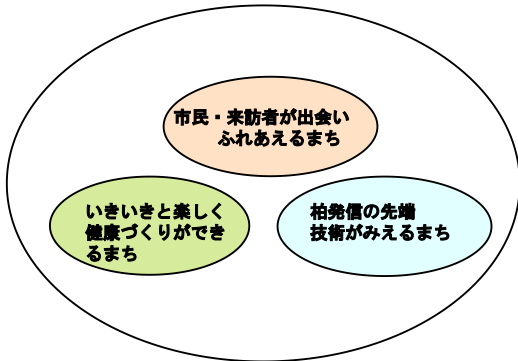 市民・来訪者が出会い
ふれあえるまち
いきいきと楽しく
健康づくりができ
るまち
柏発信の先端
技術がみえるまち